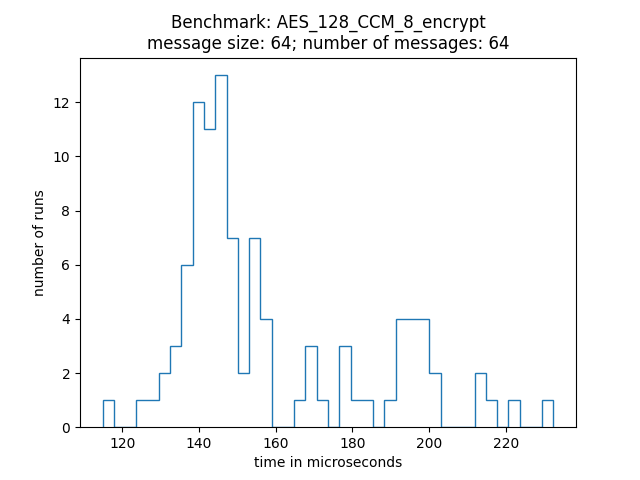 Benchmark: AES_128_CCM_8_encrypt
message size: 64; number of messages: 64
number of runs
12
10
8
6
4
2
0
120 140 160 180 200 220
time in microseconds